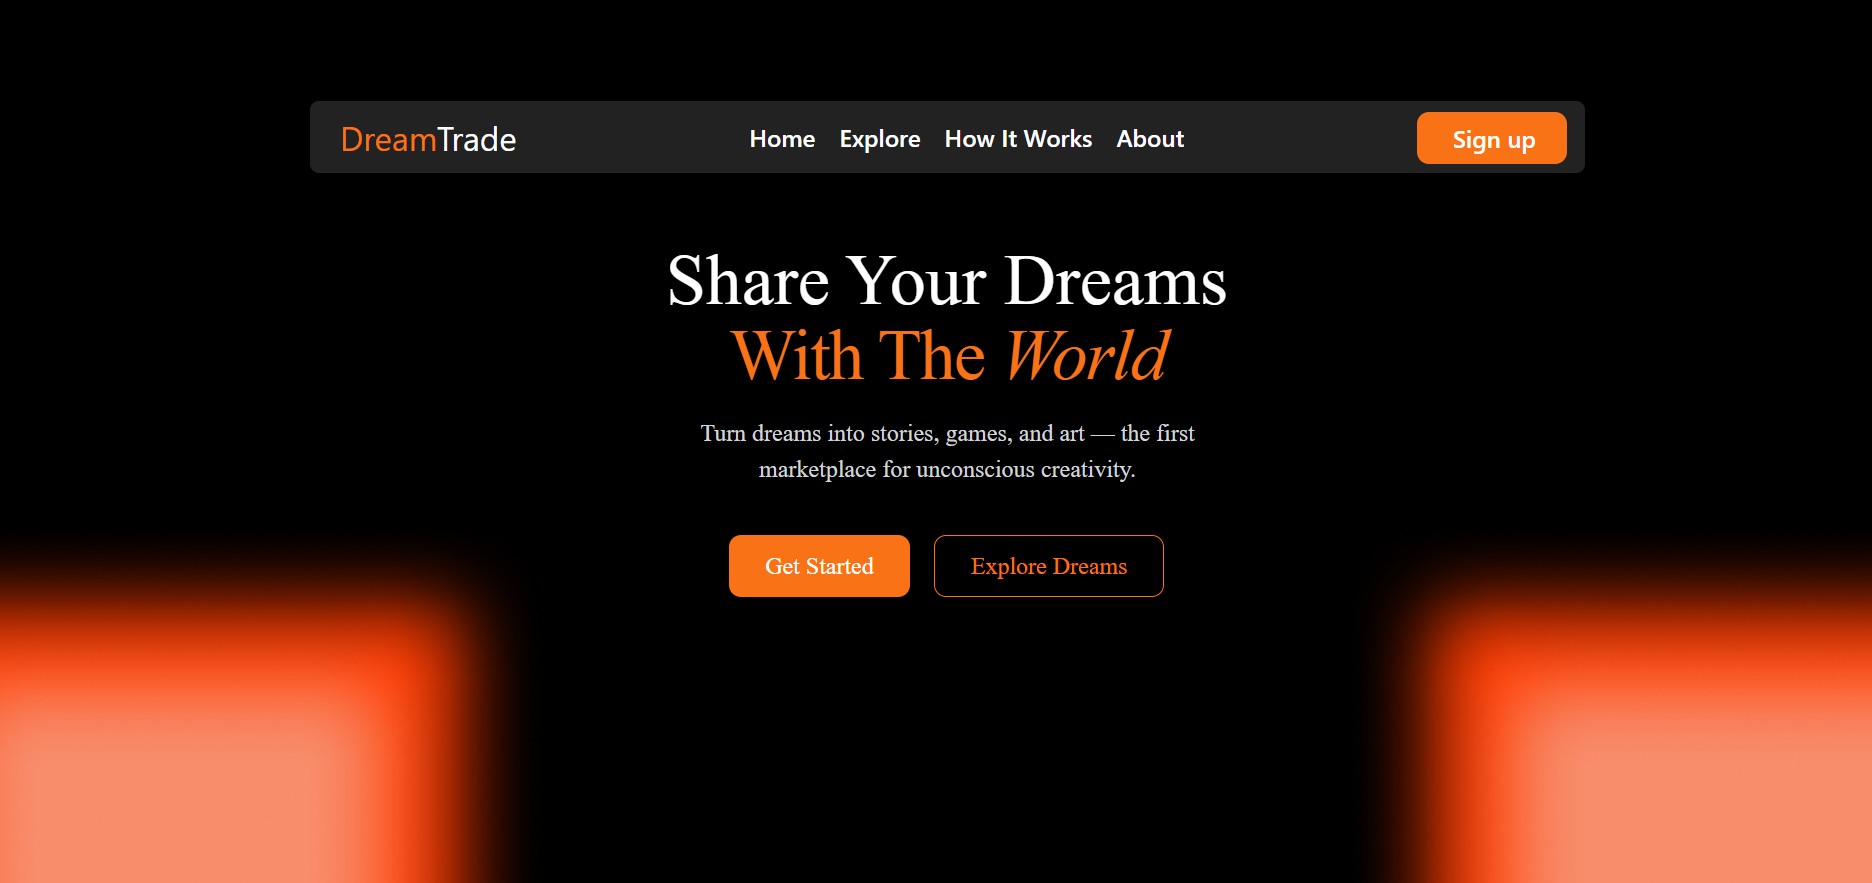 DreamTrade
Home Explore How It Works About
Sign up
Share Your Dreams
With The World
Turn dreams into stories, games, and art — the first
marketplace for unconscious creativity.
Get Started
Explore Dreams